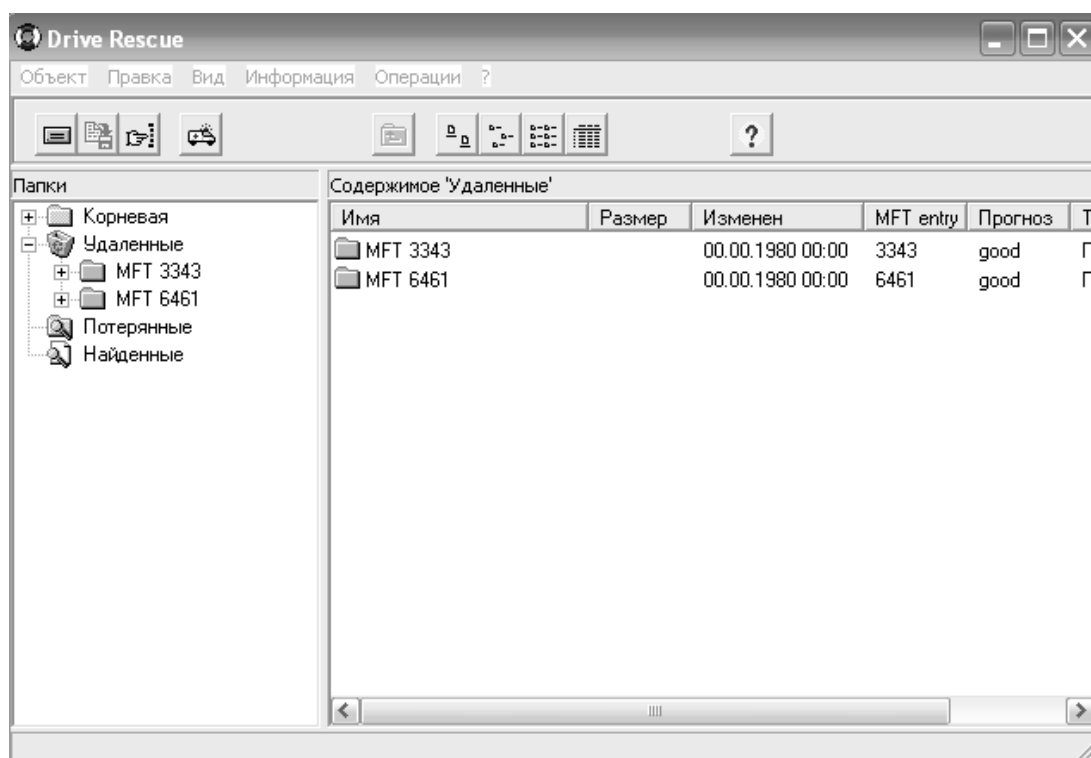 Drive Rescue
Объект Правка Вид Информация Операции ?
?
Папки
Содержимое 'Удаленные'
Корневая
Удаленные
MFT 3343
MFT 6461
Потерянные
Найденные
Имя Размер Изменен MFT entry Прогноз
MFT 3343 00.00.1980 00:00 3343 good
MFT 6461 00.00.1980 00:00 6461 good